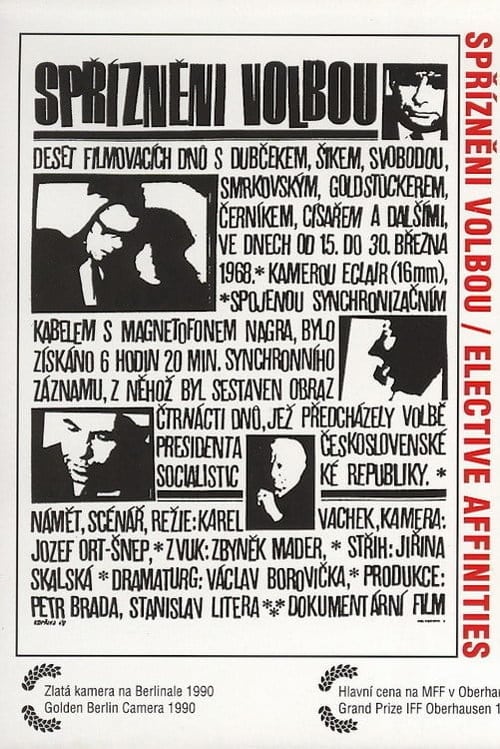 SPŘÍZNĚNI VOLBOU
DESET FILMOVACÍCH DNŮ S DUBČEKEM, ŠIKEM, SVOBODOU,
SMRKOVSKÝM, GOLDSTÜCKEREM,
ČERNÍKEM, CÍSAŘEM A DALŠÍMI,
VE DNECH OD 15. DO 30. BŘEZNA
1968.* KAMEROU ECLAIR (16mm),
*SPOJENOU SYNCHRONIZAČNÍM
KABELEM S MAGNETOFONEM NAGRA, BYLO
ZÍSKÁNO 6 HODIN 20 MIN. SYNCHRONNÍHO
ZÁZNAMU, Z NĚHOŽ BYL SESTAVEN OBRAZ
ČTRNÁCTI DNŮ, JEŽ PŘEDCHÁZELY VOLBĚ
PRESIDENTA ČESKOSLOVENSKÉ
SOCIALISTIC KÉ REPUBLIKY. *
NÁMĚT, SCÉNÁŘ, REŽIE: KAREL VACHEK, KAMERA:
JOZEF ORT-ŠNEP, * ZVUK: ZBYNĚK MADER, * STŘIH: JIŘINA
SKALSKÁ * DRAMATURG: VÁCLAV BOROVIČKA, * PRODUKCE:
PETR BRADA, STANISLAV LITERA ** DOKUMENTÁRNÍ FILM
SPŘÍZNĚNI VOLBOU / ELECTIVE AFFINITIES
Zlatá kamera na Berlinale 1990
Golden Berlin Camera 1990
Hlavní cena na MFF v Oberha
Grand Prize IFF Oberhausen 1